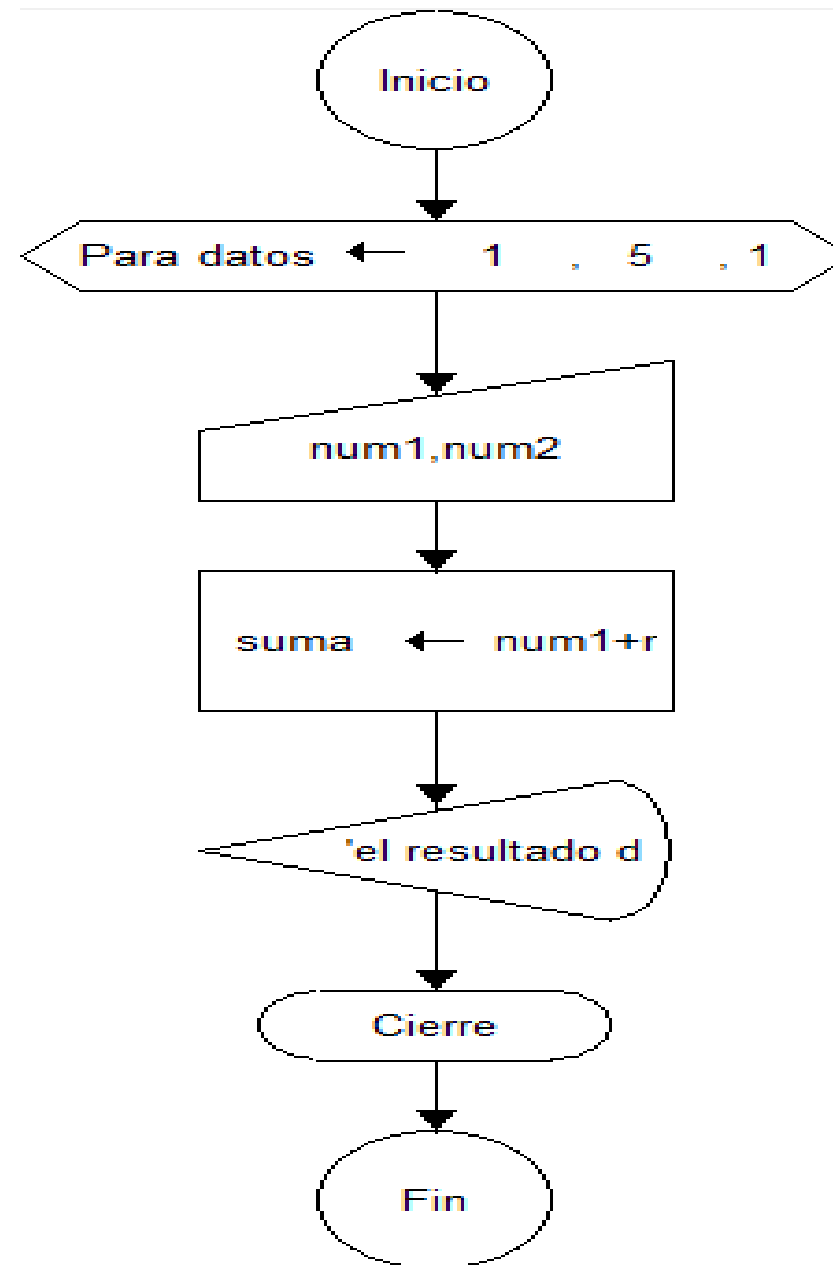 Inicio
Para datos ← 1 , 5 , 1
num1,num2
suma ← num1+r
'el resultado d
Cierre
Fin